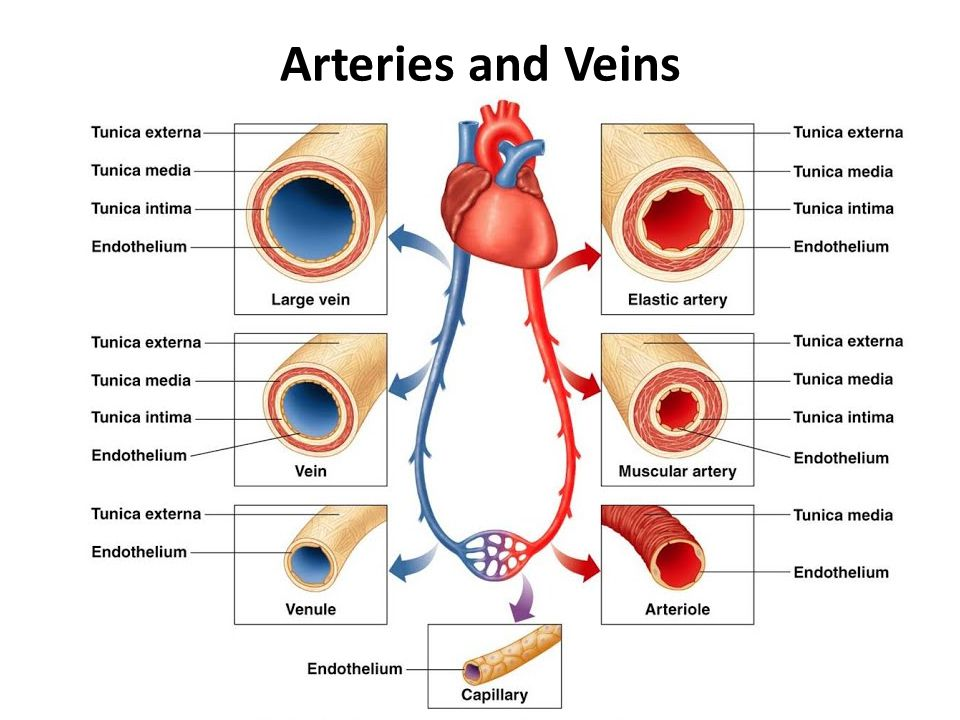 Arteries and Veins
Tunica externa
Tunica media
Tunica intima
Endothelium
Large vein
Tunica externa
Tunica media
Tunica intima
Endothelium
Elastic artery
Tunica externa
Tunica media
Tunica intima
Endothelium
Vein
Tunica externa
Tunica media
Tunica intima
Endothelium
Muscular artery
Tunica externa
Endothelium
Venule
Tunica media
Endothelium
Arteriole
Endothelium
Capillary